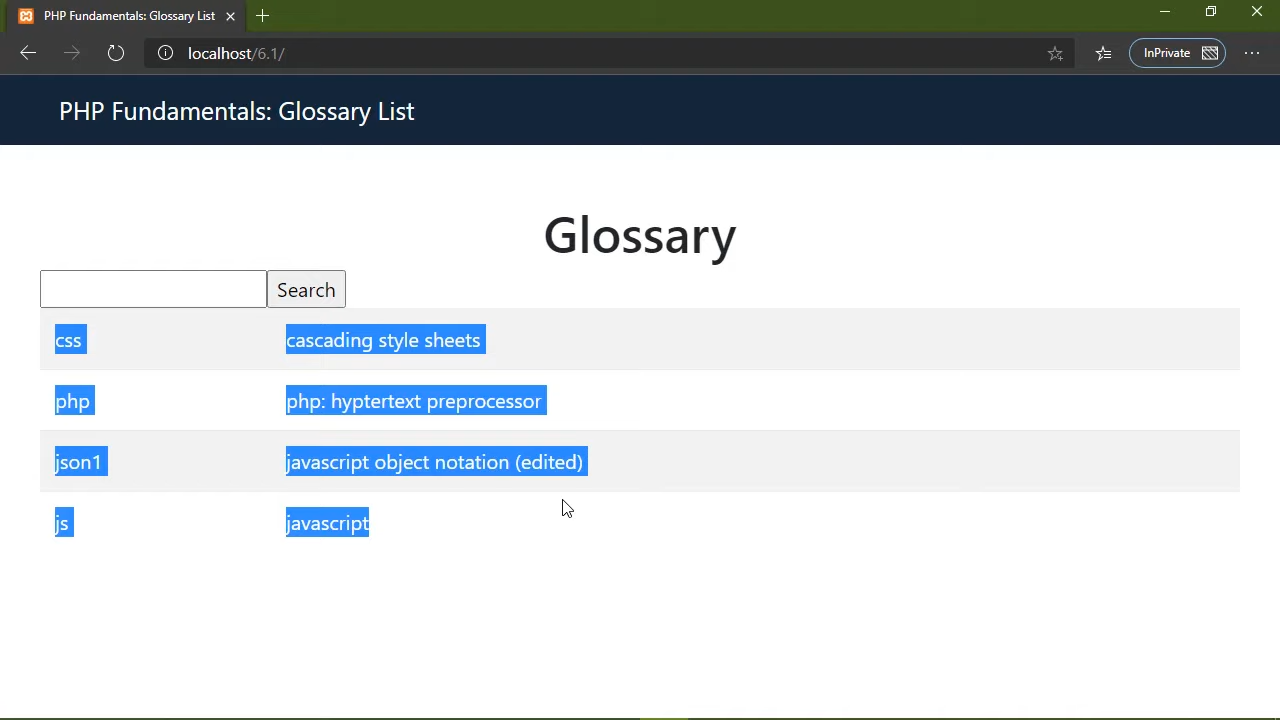 PHP Fundamentals: Glossary List
localhost/6.1/
InPrivate
PHP Fundamentals: Glossary List
Glossary
Search
css cascading style sheets
php php: hyptertext preprocessor
json1 javascript object notation (edited)
js javascript